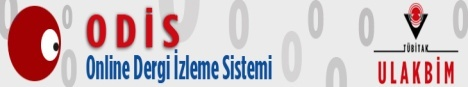 ODİS
Online Dergi İzleme Sistemi
TÜBİTAK
ULAKBİM